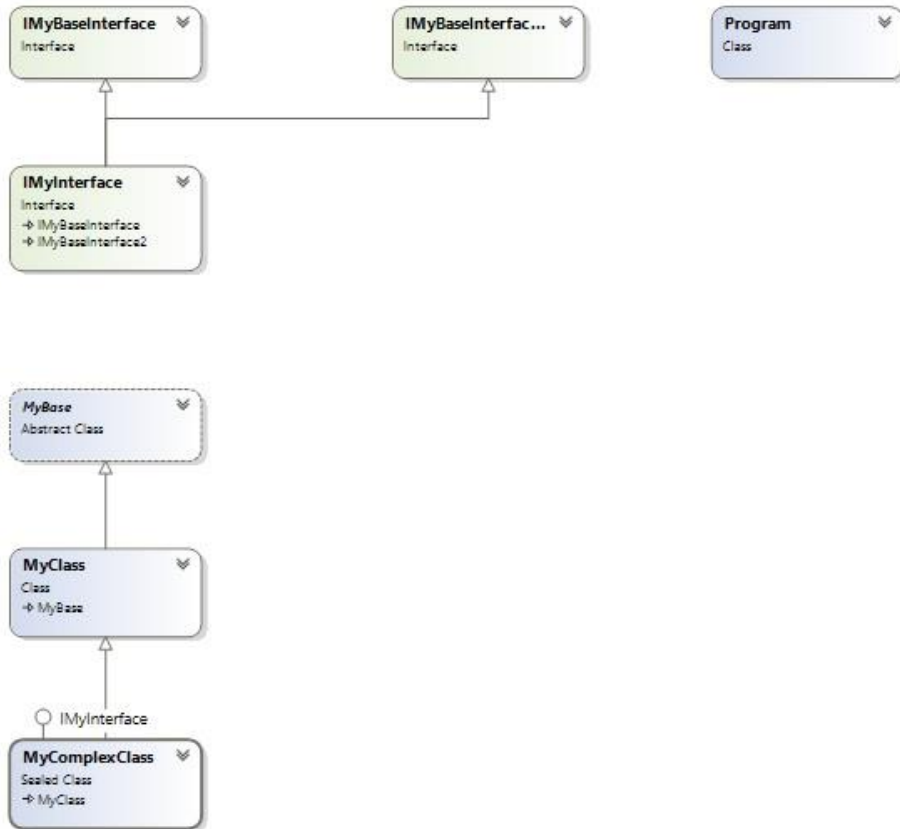 IMyBaseInterface
Interface
IMyBaseInterfac...
Interface
Program
Class
IMyInterface
Interface
IMyBaseInterface
IMyBaseInterface2
MyBase
Abstract Class
MyClass
Class
MyBase
IMyInterface
MyComplexClass
Sealed Class
MyClass